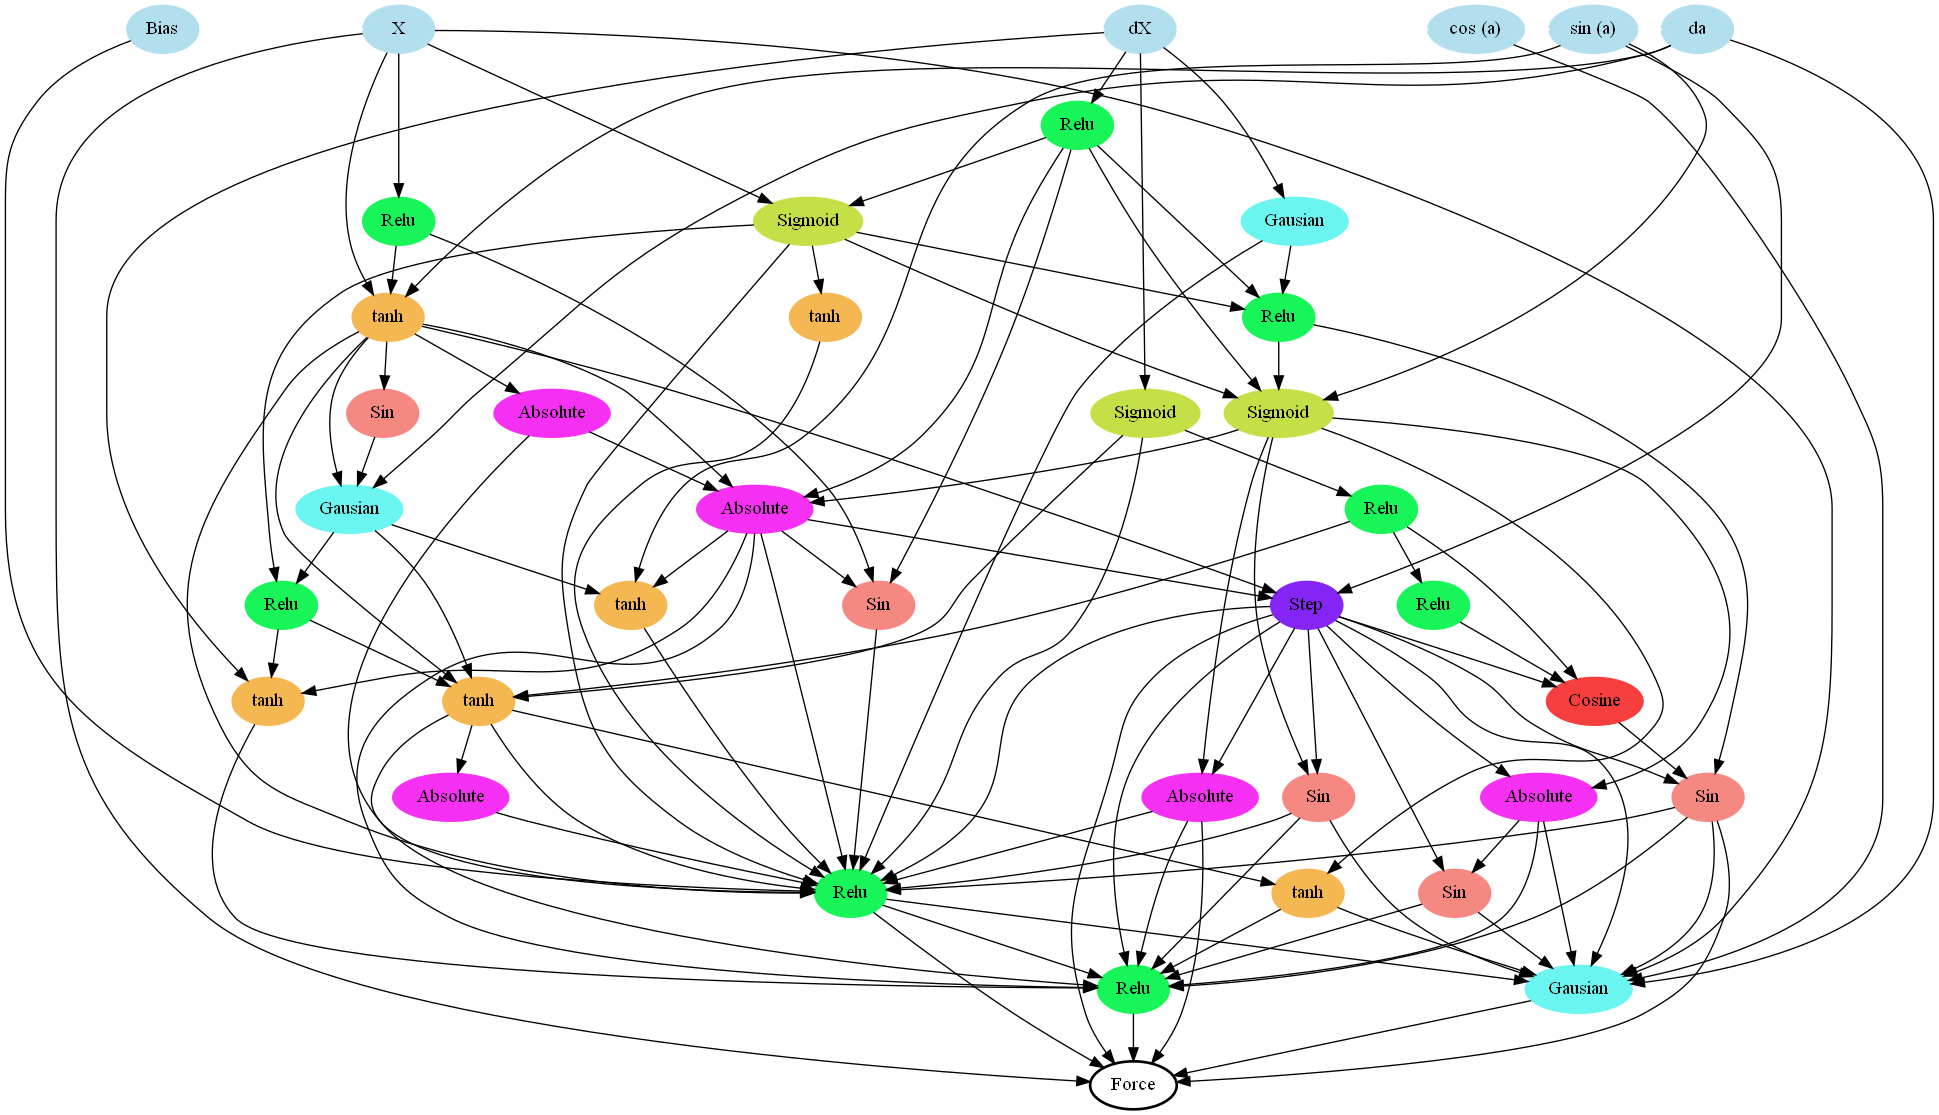 Bias
X
dX
cos (a)
sin (a)
da
Relu
Relu
Sigmoid
Gausian
tanh
tanh
Relu
Sin
Absolute
Sigmoid
Sigmoid
Gausian
Absolute
Relu
Relu
tanh
Sin
Step
Relu
tanh
tanh
Cosine
Absolute
Absolute
Sin
Absolute
Sin
Relu
tanh
Sin
Relu
Gausian
Force